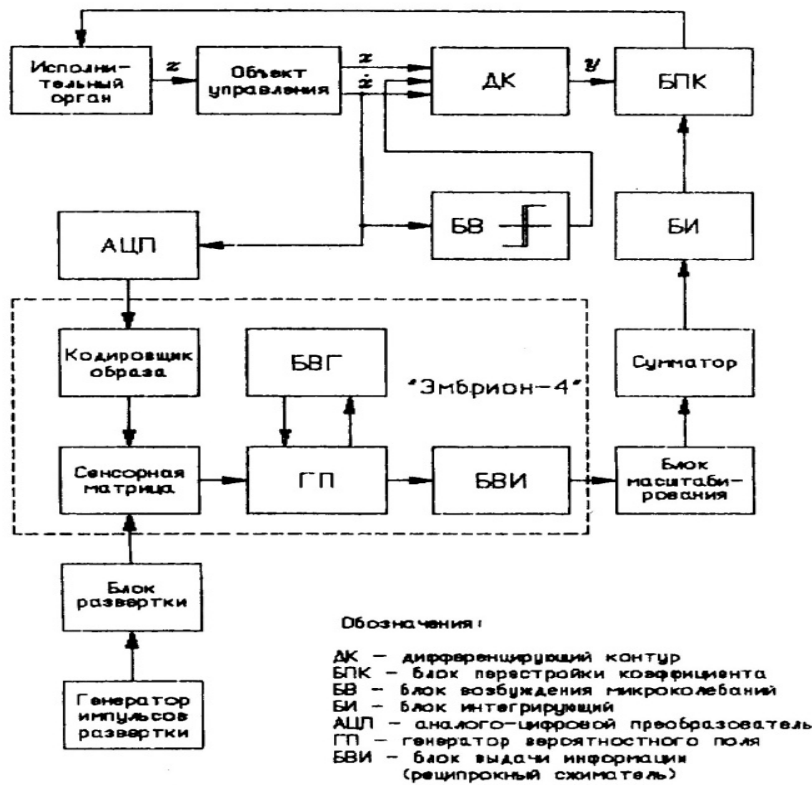 Исполни-
тельный
орган
z
Объект
управления
x
ẋ
ДК
y
БПК
АЦП
БВ
БИ
Кодировщик
образа
БВГ
"Эмбрион-4"
Сумматор
Сенсорная
матрица
ГП
БВИ
Блок
масштаби-
рования
Блок
развертки
Генератор
импульсов
развертки
Обозначения:
ДК – дифференцирующий контур
БПК – блок перестройки коэффициента
БВ – блок возбуждения микроколебаний
БИ – блок интегрирующий
АЦП – аналого-цифровой преобразователь
ГП – генератор вероятностного поля
БВИ – блок выдачи информации
(реципрокный сжиматель)